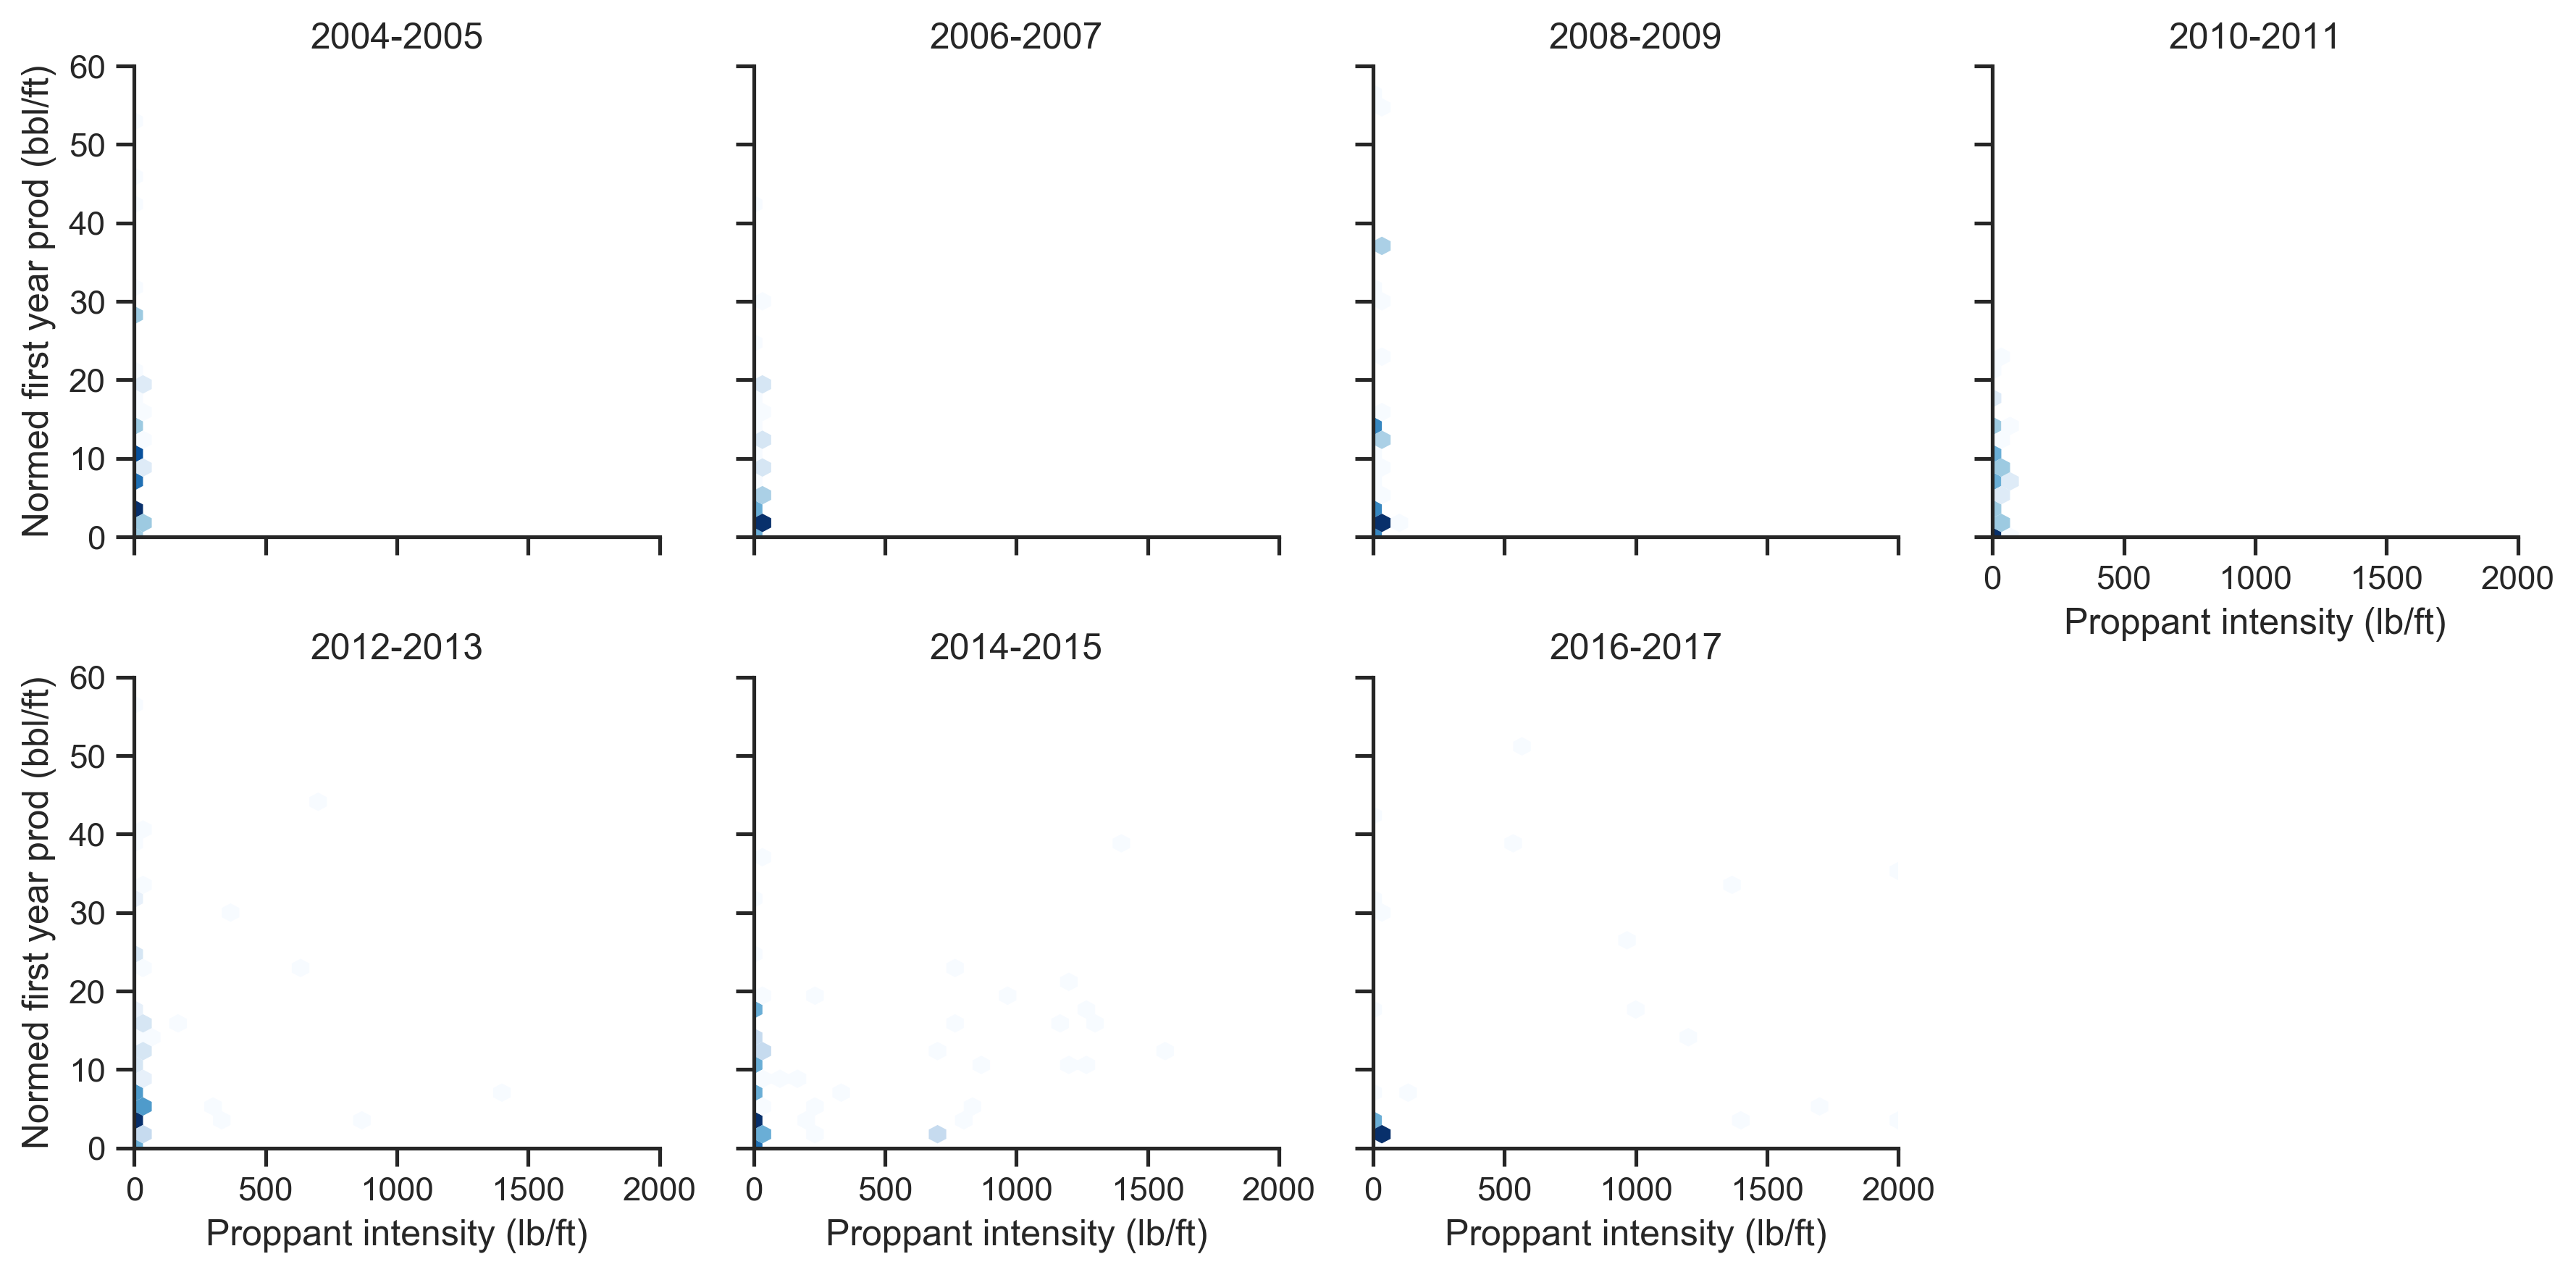 2004-2005
2006-2007
2008-2009
2010-2011
Normed first year prod (bbl/ft)
60
50
40
30
20
10
0
0 500 1000 1500 2000
Proppant intensity (lb/ft)
2012-2013
2014-2015
2016-2017
Normed first year prod (bbl/ft)
60
50
40
30
20
10
0
0 500 1000 1500 2000
Proppant intensity (lb/ft)
0 500 1000 1500 2000
Proppant intensity (lb/ft)
0 500 1000 1500 2000
Proppant intensity (lb/ft)